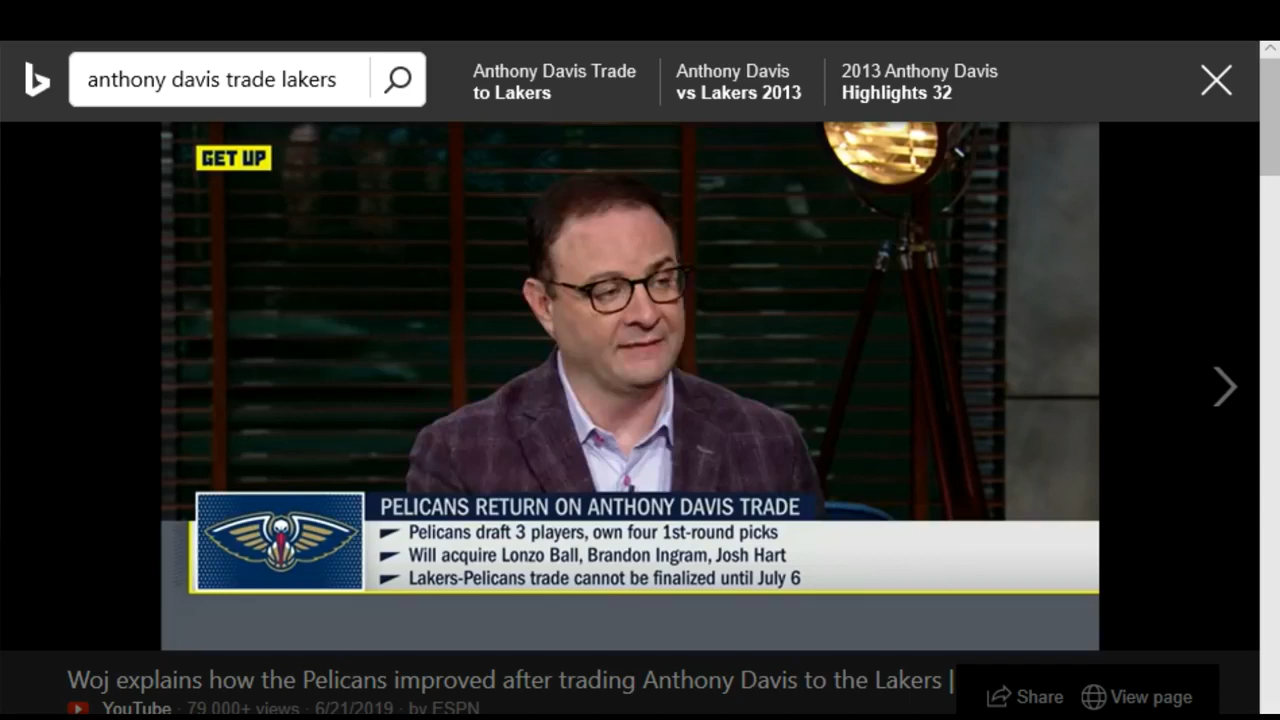 anthony davis trade lakers
Anthony Davis Trade
to Lakers
Anthony Davis
vs Lakers 2013
2013 Anthony Davis
Highlights 32
GET UP
PELICANS RETURN ON ANTHONY DAVIS TRADE
Pelicans draft 3 players, own four 1st-round picks
Will acquire Lonzo Ball, Brandon Ingram, Josh Hart
Lakers-Pelicans trade cannot be finalized until July 6
Woj explains how the Pelicans improved after trading Anthony Davis to the Lakers |
Share
View page
YouTube · 79,000+ views · 6/21/2019 · by ESPN